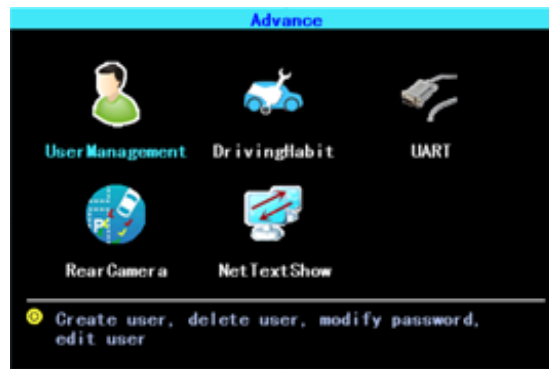 Advance
UserManagement DrivingHabit UART
RearCamera NetTextShow
Create user, delete user, modify password,
edit user